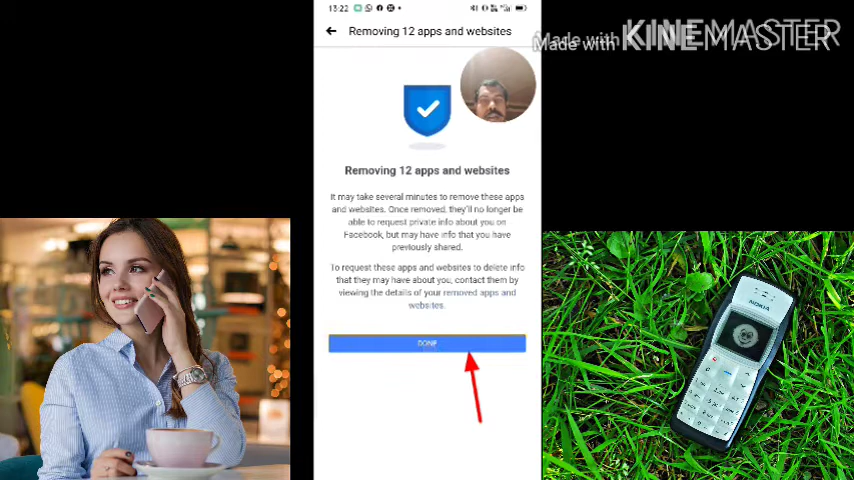 13:22
Removing 12 apps and websites
Made with KINEMASTER
Made with KINEMASTER
Removing 12 apps and websites
It may take several minutes to remove these apps
and websites. Once removed, they'll no longer be
able to request private info about you on
Facebook, but may have info that you have
previously shared.
To request these apps and websites to delete info
that they may have about you, contact them by
viewing the details of your removed apps and
websites.
DONE
NOKIA